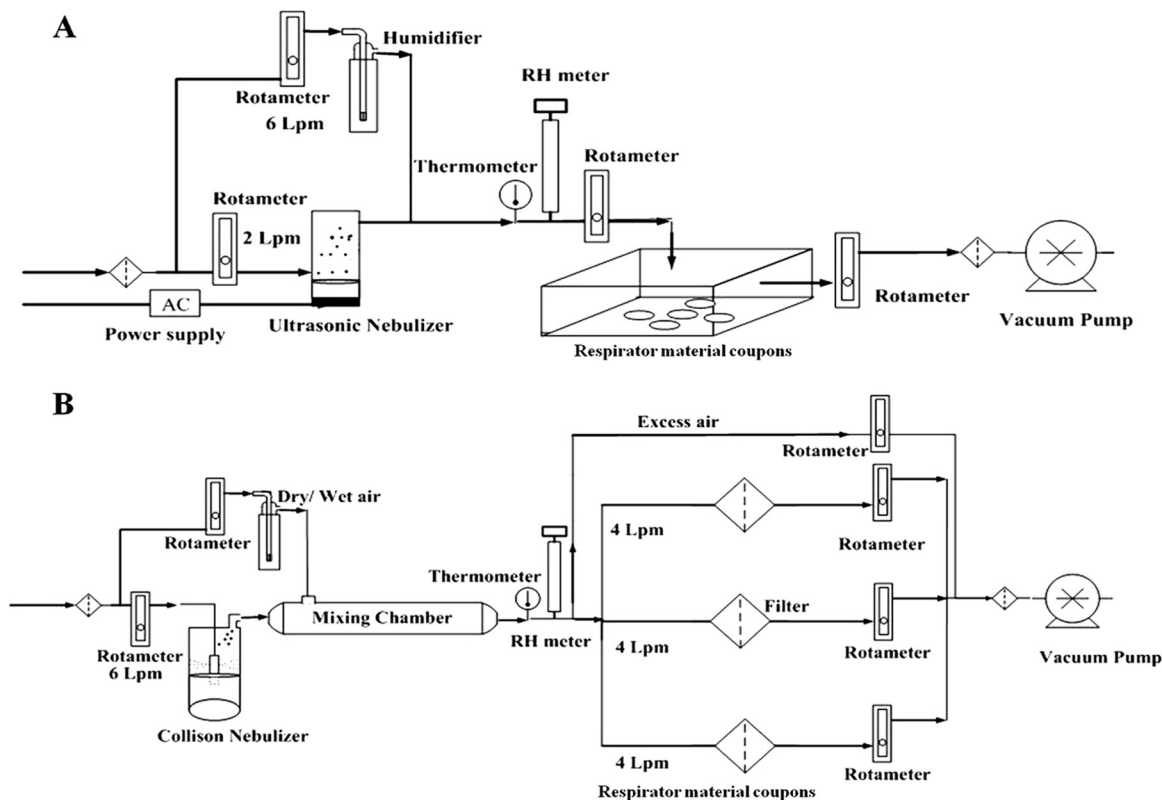 A
Humidifier
Rotameter
6 Lpm
RH meter
Thermometer
Rotameter
Rotameter
2 Lpm
AC
Power supply
Ultrasonic Nebulizer
Respirator material coupons
Rotameter
Vacuum Pump
B
Excess air
Rotameter
Dry/ Wet air
Rotameter
4 Lpm
Rotameter
Thermometer
Mixing Chamber
RH meter
Filter
4 Lpm
Rotameter
Rotameter
6 Lpm
Vacuum Pump
Collison Nebulizer
4 Lpm
Rotameter
Respirator material coupons